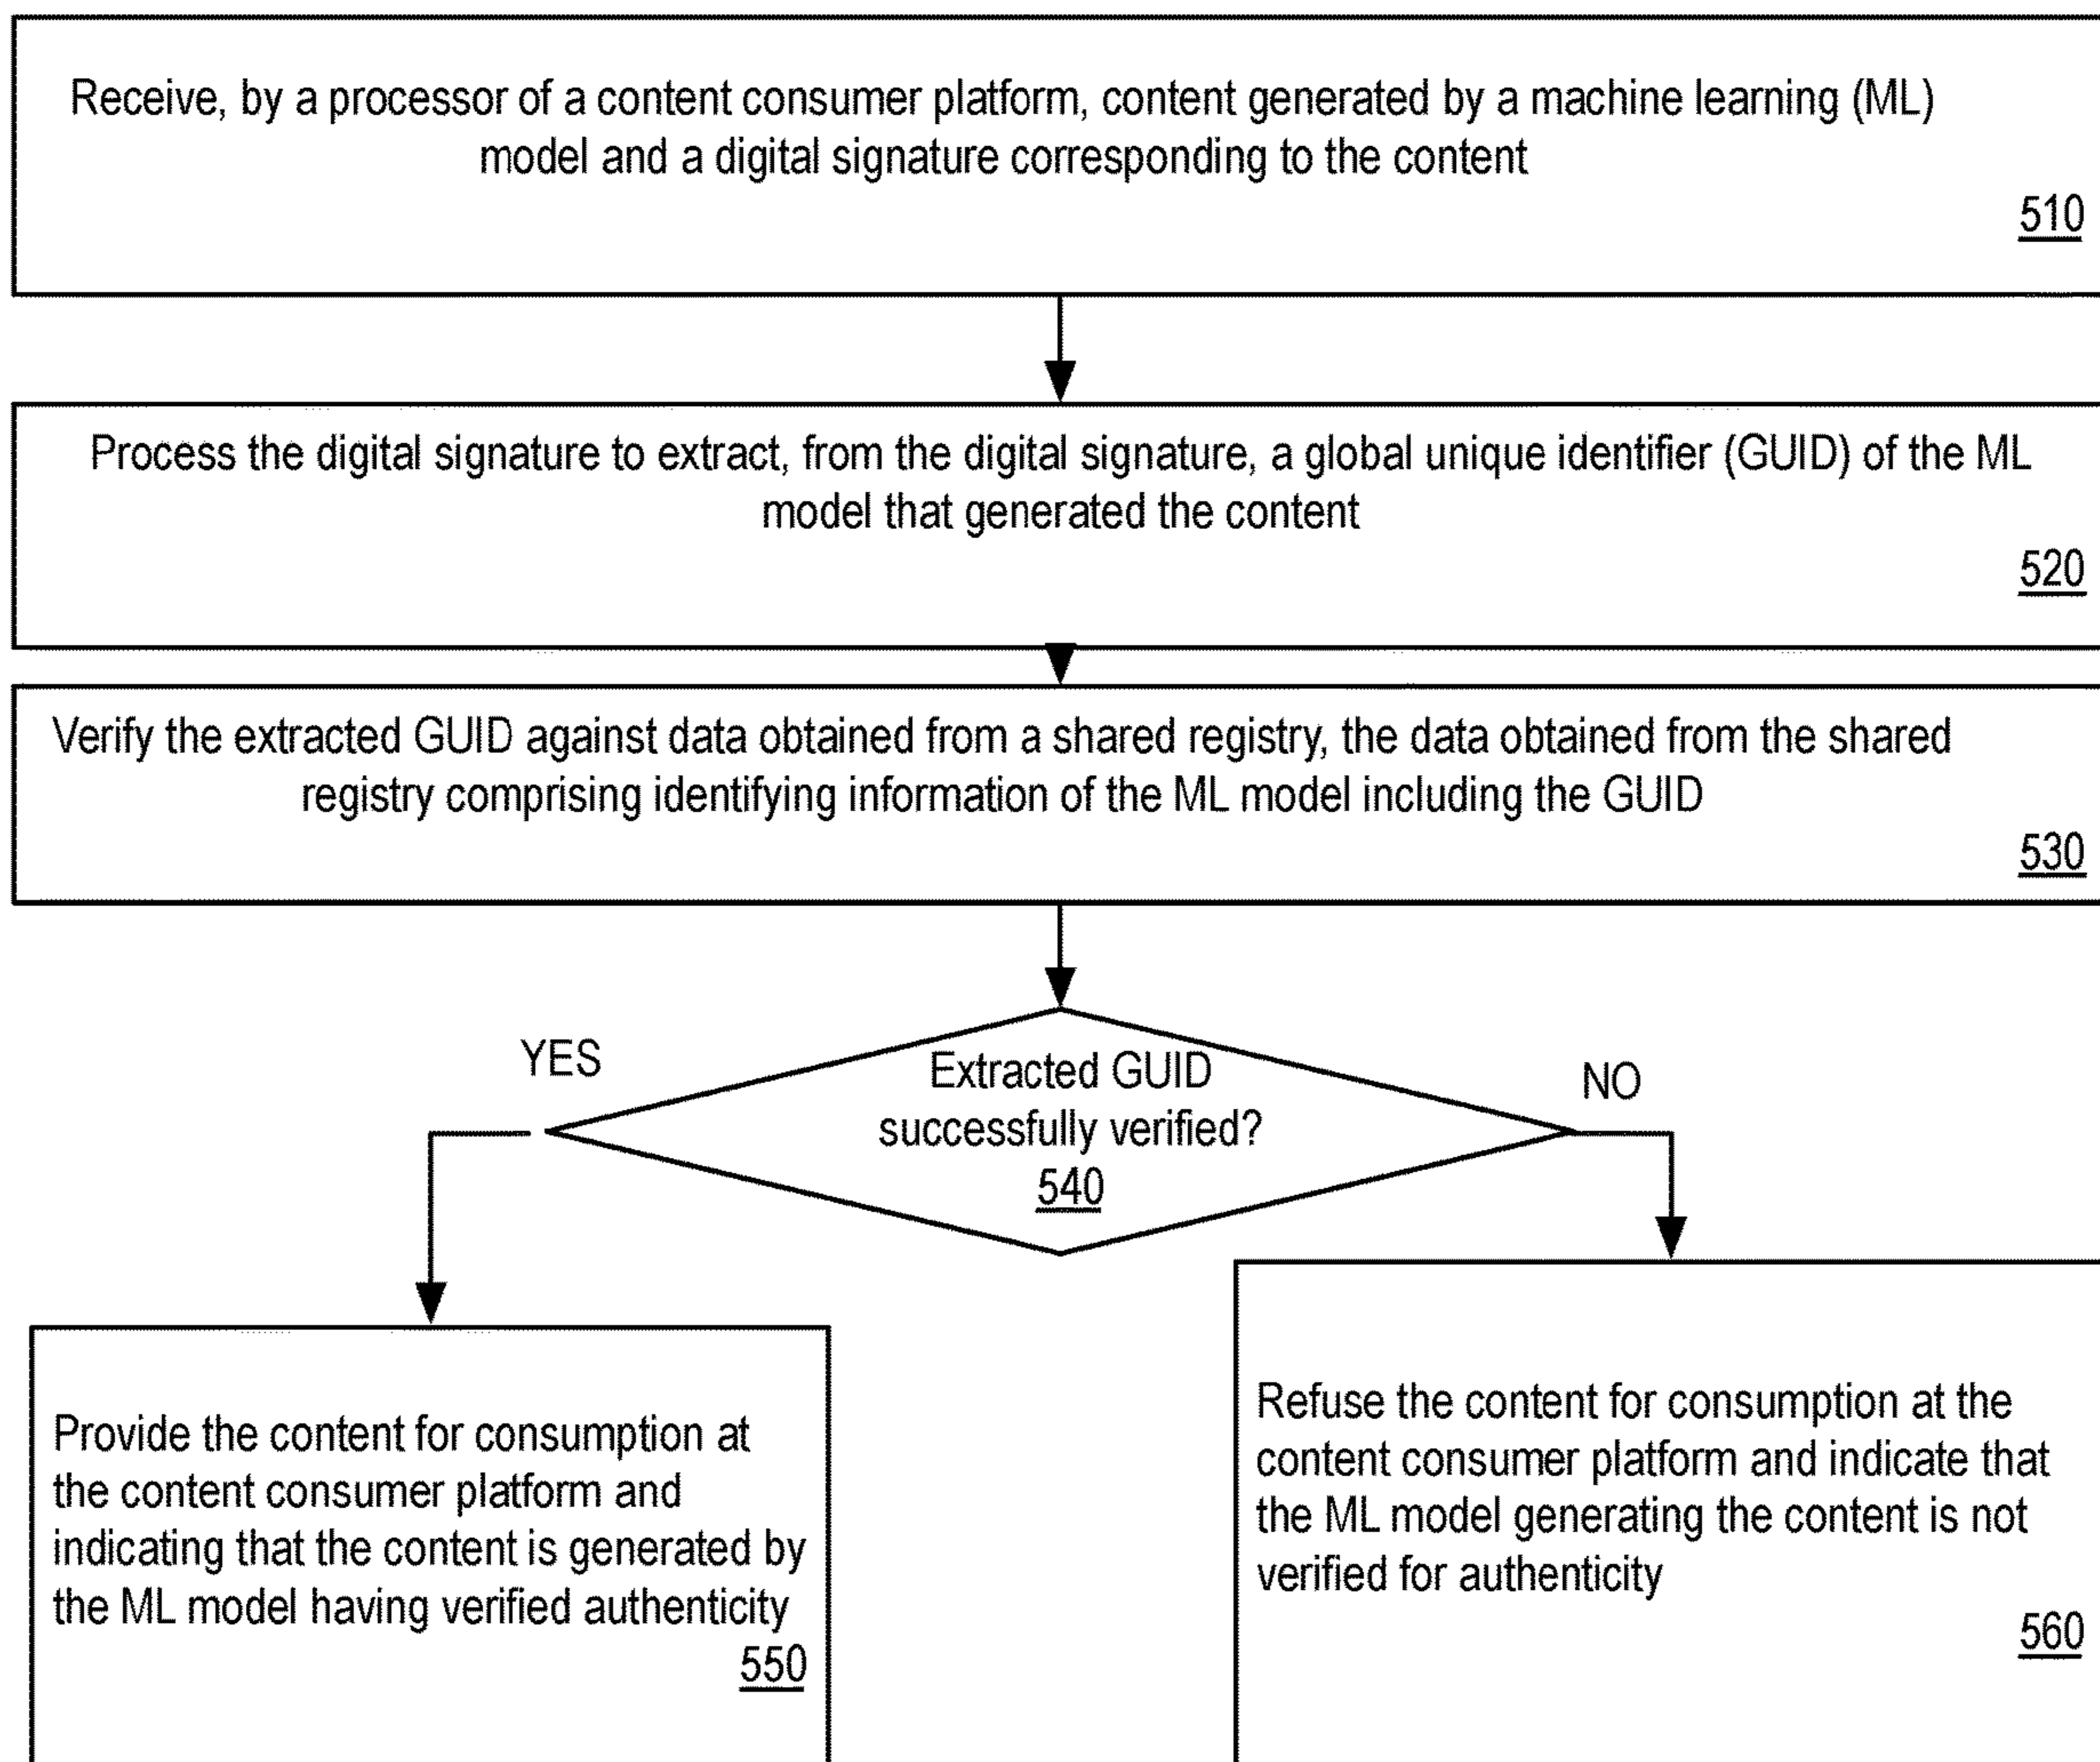 Receive, by a processor of a content consumer platform, content generated by a machine learning (ML)
model and a digital signature corresponding to the content
510
Process the digital signature to extract, from the digital signature, a global unique identifier (GUID) of the ML
model that generated the content
520
Verify the extracted GUID against data obtained from a shared registry, the data obtained from the shared
registry comprising identifying information of the ML model including the GUID
530
YES
Extracted GUID
successfully verified?
540
NO
Provide the content for consumption at
the content consumer platform and
indicating that the content is generated by
the ML model having verified authenticity
550
Refuse the content for consumption at the
content consumer platform and indicate that
the ML model generating the content is not
verified for authenticity
560